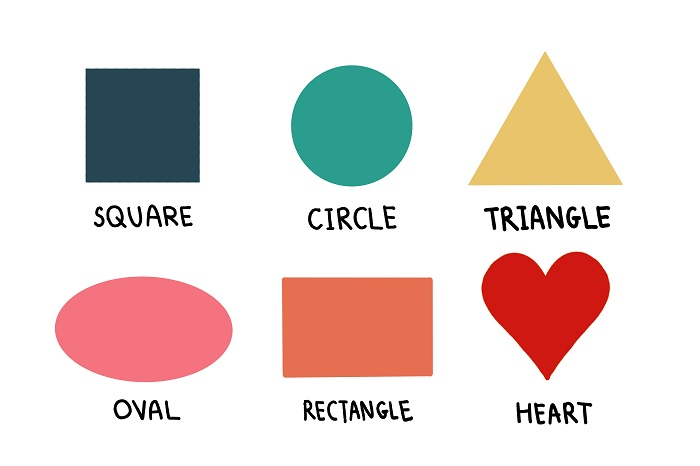 SQUARE CIRCLE TRIANGLE
OVAL RECTANGLE HEART